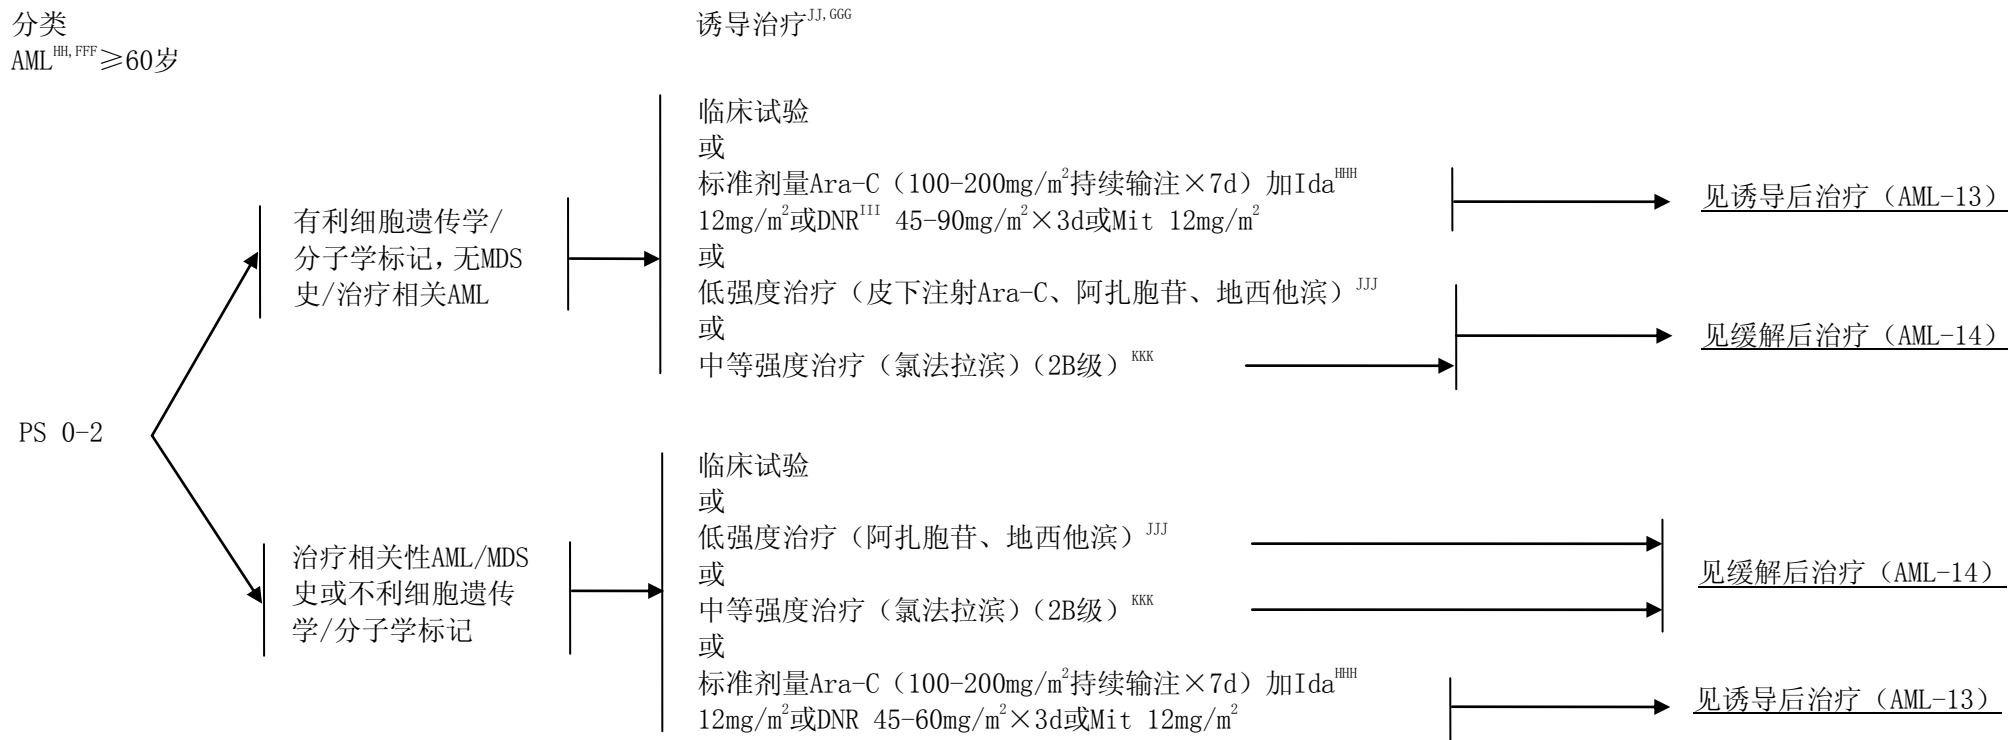 分类
AML^HH,FFF≥60岁
诱导治疗^JJ,GGG
有利细胞遗传学/
分子学标记,无MDS
史/治疗相关AML
临床试验
或
标准剂量Ara-C（100-200mg/m²持续输注×7d）加Ida^HHH
12mg/m²或DNR^III 45-90mg/m²×3d或Mit 12mg/m²
或
低强度治疗（皮下注射Ara-C、阿扎胞苷、地西他滨）^JJJ
或
中等强度治疗（氯法拉滨）（2B级）^KKK
见诱导后治疗（AML-13）
见缓解后治疗（AML-14）
PS 0-2
治疗相关性AML/MDS
史或不利细胞遗传
学/分子学标记
临床试验
或
低强度治疗（阿扎胞苷、地西他滨）^JJJ
或
中等强度治疗（氯法拉滨）（2B级）^KKK
或
标准剂量Ara-C（100-200mg/m²持续输注×7d）加Ida^HHH
12mg/m²或DNR 45-60mg/m²×3d或Mit 12mg/m²
见缓解后治疗（AML-14）
见诱导后治疗（AML-13）